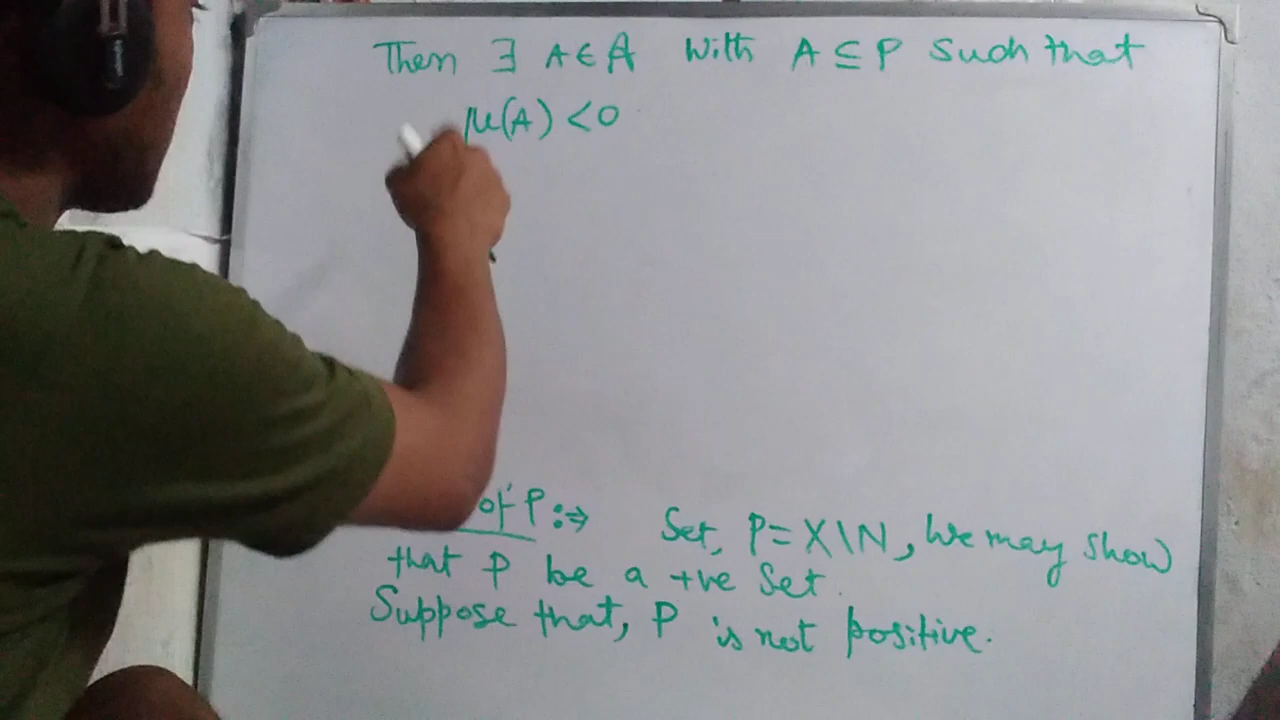 Then ∃ A ∈ A With A ⊆ P Such that
μ(A) < 0
of P :⇒ Set, P = X\N, We may show
that P be a +ve Set.
Suppose that, P is not positive.